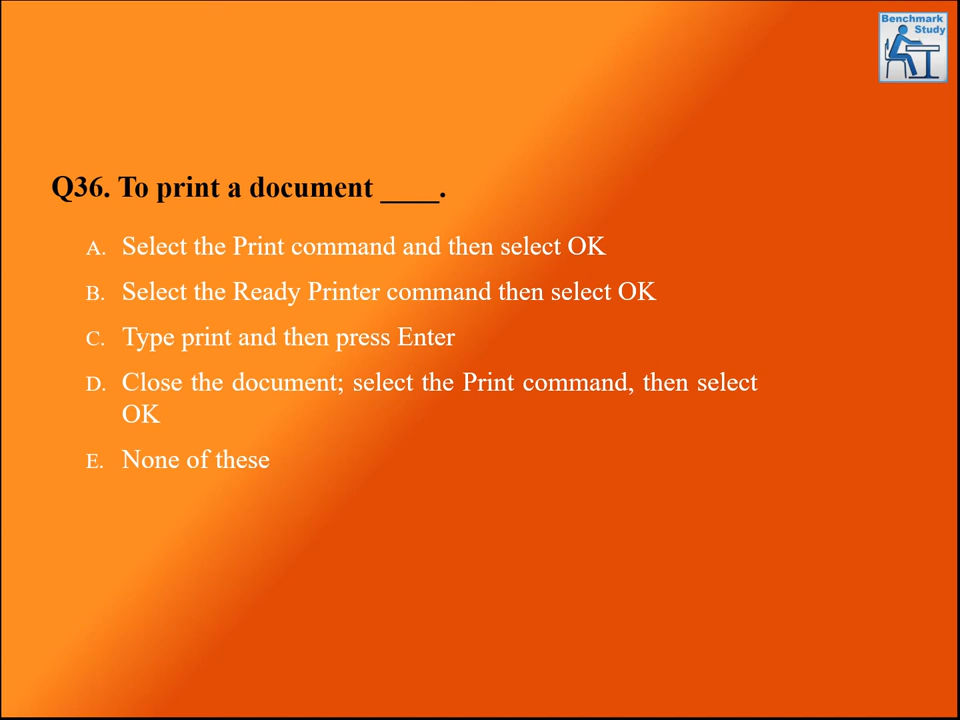 Benchmark
Study
Q36. To print a document ____.
A. Select the Print command and then select OK
B. Select the Ready Printer command then select OK
C. Type print and then press Enter
D. Close the document; select the Print command, then select
OK
E. None of these